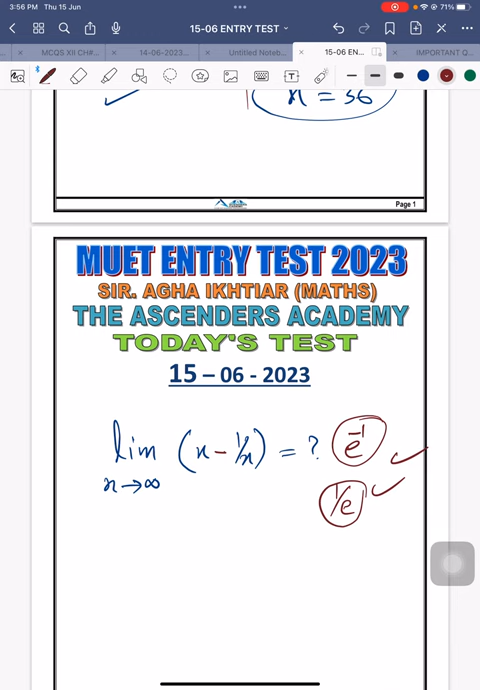 3:56 PM Thu 15 Jun
71%
15-06 ENTRY TEST
MCQS XII CH#...
14-06-2023...
Untitled Noteb...
15-06 EN
IMPORTANT Q...
x = 36
Page 1
MUET ENTRY TEST 2023
SIR. AGHA IKHTIAR (MATHS)
THE ASCENDERS ACADEMY
TODAY'S TEST
15 – 06 - 2023
lim (x - 1/x) = ? e⁻¹
x→∞
1/e